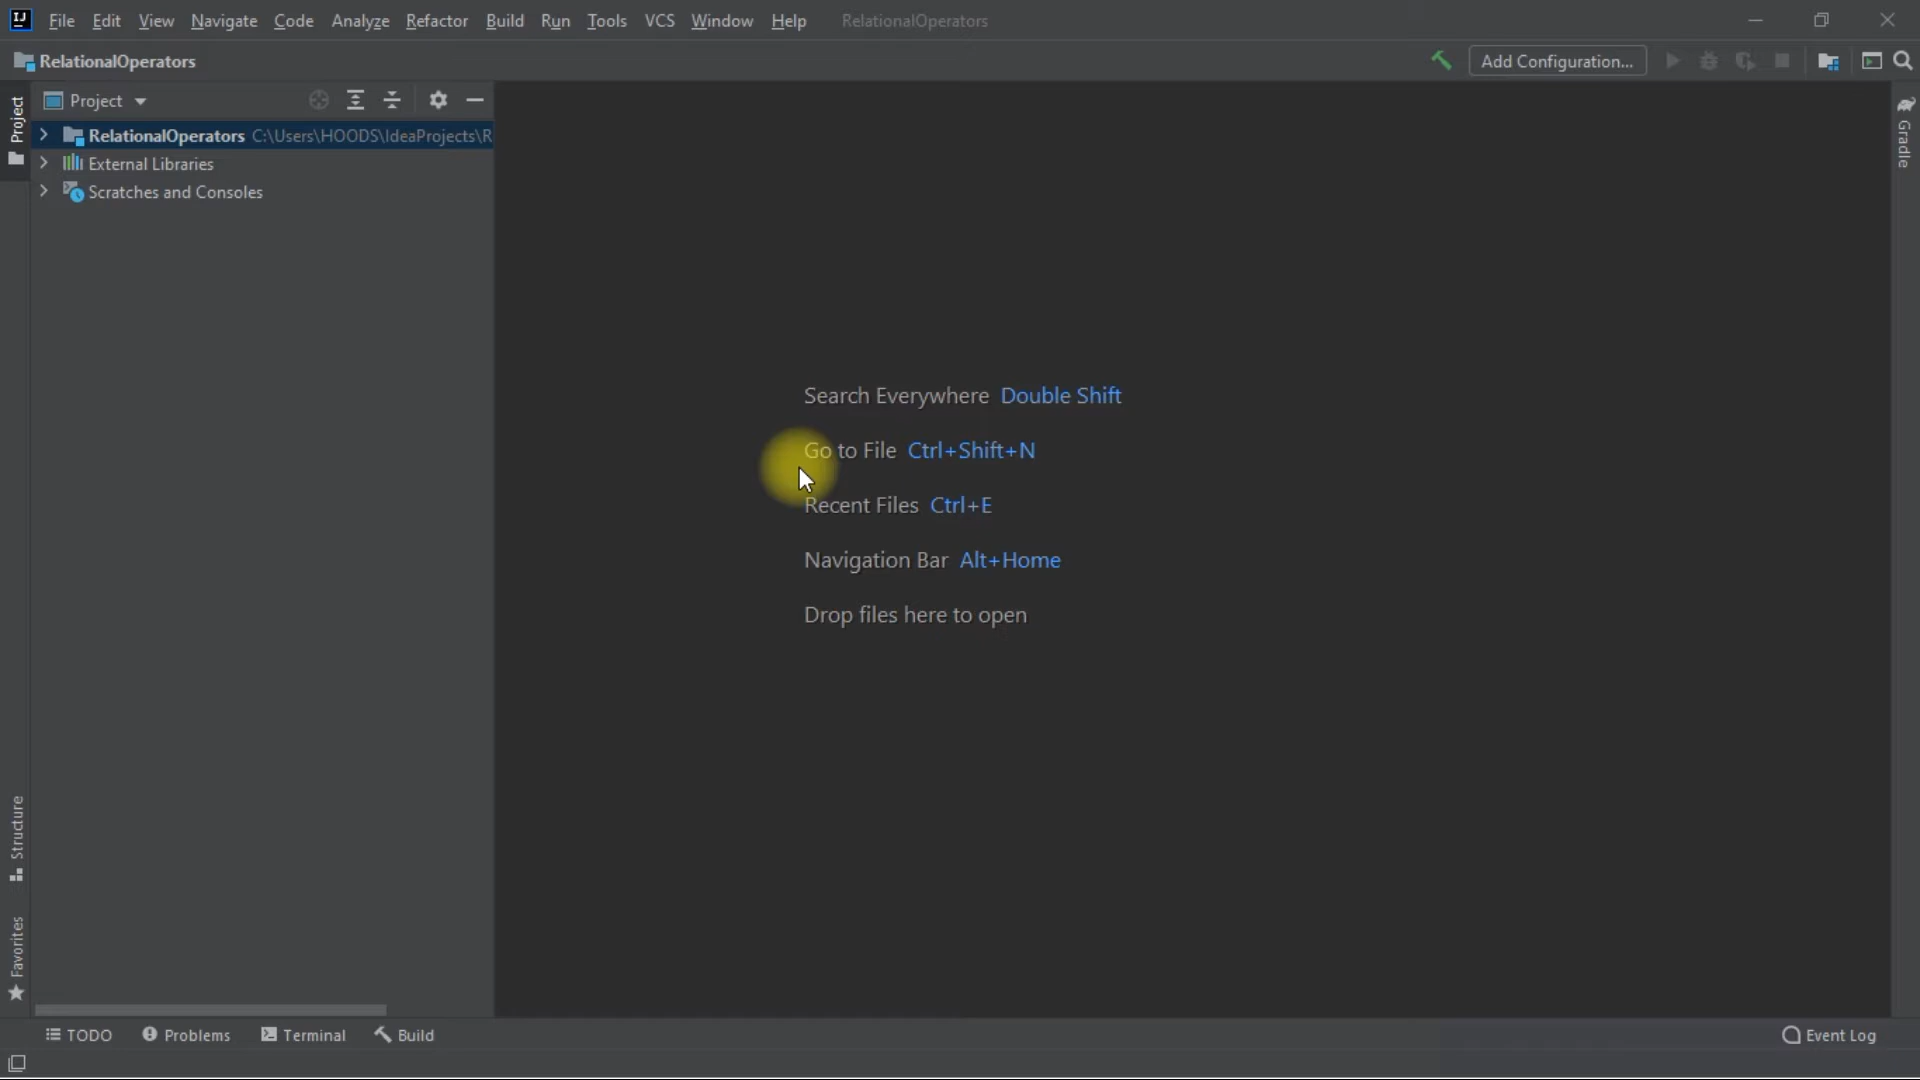 IJ File Edit View Navigate Code Analyze Refactor Build Run Tools VCS Window Help RelationalOperators
RelationalOperators Add Configuration...
Project
Project
RelationalOperators C:\Users\HOODS\IdeaProjects\R
External Libraries
Scratches and Consoles
Gradle
Search Everywhere Double Shift
Go to File Ctrl+Shift+N
Recent Files Ctrl+E
Navigation Bar Alt+Home
Drop files here to open
Structure
Favorites
TODO Problems Terminal Build Event Log